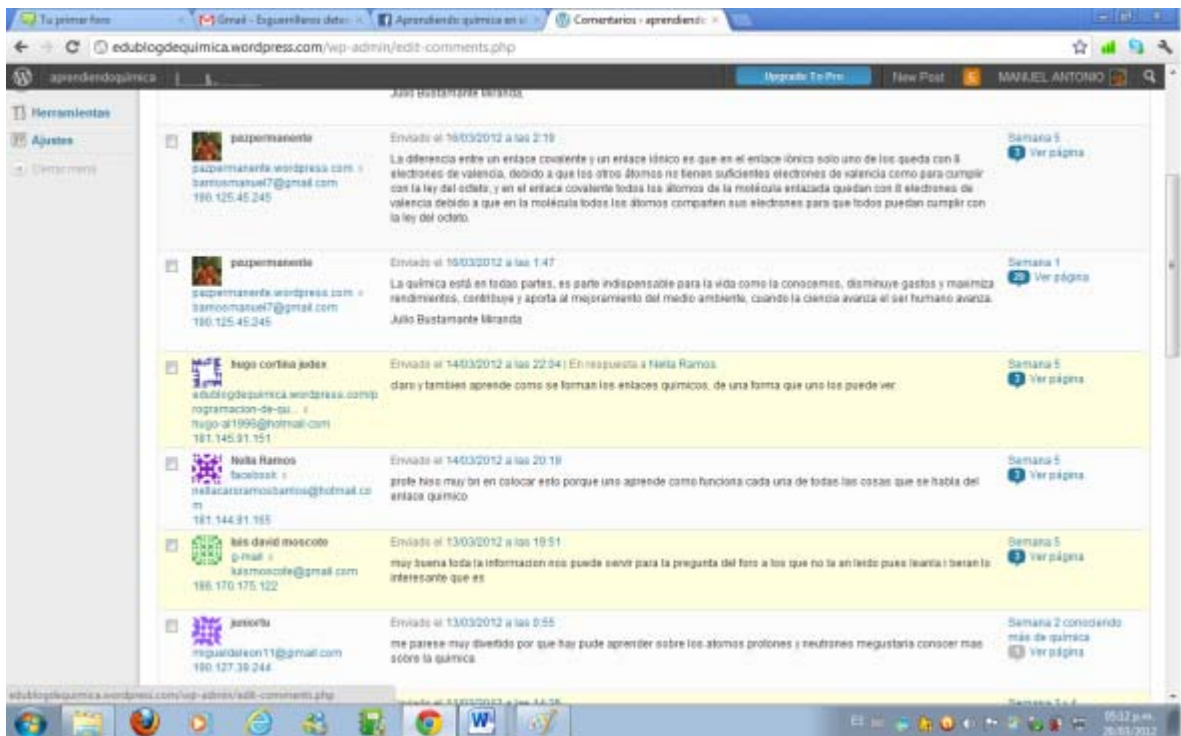 Tu primer foro
Gmail - Esguerrilleros deto
Aprendiendo química en u
Comentarios ‹ aprendiendo
edublogdequimica.wordpress.com/wp-admin/edit-comments.php
aprendiendoquimica
Upgrade To Pro
New Post
MANUEL ANTONIO
Julio Bustamante Miranda
Herramientas
Ajustes
Cerrar menú
pazpermanente
pazpermanente.wordpress.com
barriosmanuel7@gmail.com
190.125.45.245
Enviado el 16/03/2012 a las 2:19
La diferencia entre un enlace covalente y un enlace iónico es que en el enlace iónico solo uno de los queda con 8
electrones de valencia, debido a que los otros átomos no tienen suficientes electrones de valencia como para cumplir
con la ley del octeto, y en el enlace covalente todos los átomos de la molécula enlazada quedan con 8 electrones de
valencia debido a que en la molécula todos los átomos comparten sus electrones para que todos puedan cumplir con
la ley del octeto.
Semana 5
3 Ver página
pazpermanente
pazpermanente.wordpress.com
barriosmanuel7@gmail.com
190.125.45.245
Enviado el 16/03/2012 a las 1:47
La química está en todas partes, es parte indispensable para la vida como la conocemos, disminuye gastos y maximiza
rendimientos, contribuye y aporta al mejoramiento del medio ambiente, cuando la ciencia avanza el ser humano avanza.
Julio Bustamante Miranda
Semana 1
Ver página
hugo cortina judex
edublogdequimica.wordpress.com/p
rogramacion-de-qu...
hugo-al1996@hotmail.com
181.145.91.151
Enviado el 14/03/2012 a las 22:04 | En respuesta a Nella Ramos.
claro y tambien aprende como se forman los enlaces quimicos, de una forma que uno los puede ver
Semana 5
3 Ver página
Nella Ramos
facebook
nellacaroramosbarrios@hotmail.co
m
181.144.91.165
Enviado el 14/03/2012 a las 20:19
profe hiso muy bn en colocar esto porque uno aprende como funciona cada una de todas las cosas que se habla del
enlace quimico
Semana 5
3 Ver página
luis david moscote
g-mail
luismoscote@gmail.com
186.170.175.122
Enviado el 13/03/2012 a las 19:51
muy buena toda la informacion nos puede servir para la pregunta del foro a los que no la an leido pues leanla i beran lo
interesante que es
Semana 5
3 Ver página
juniortu
migualdeleon11@gmail.com
190.127.39.244
Enviado el 13/03/2012 a las 0:55
me parese muy divertido por que hay pude aprender sobre los atomos protones y neutrones megustaria conocer mas
sobre la quimica
Semana 2 conociendo
más de química
Ver página
edublogdequimica.wordpress.com/wp-admin/edit-comments.php
ES
05:12 p.m.
20/03/2012